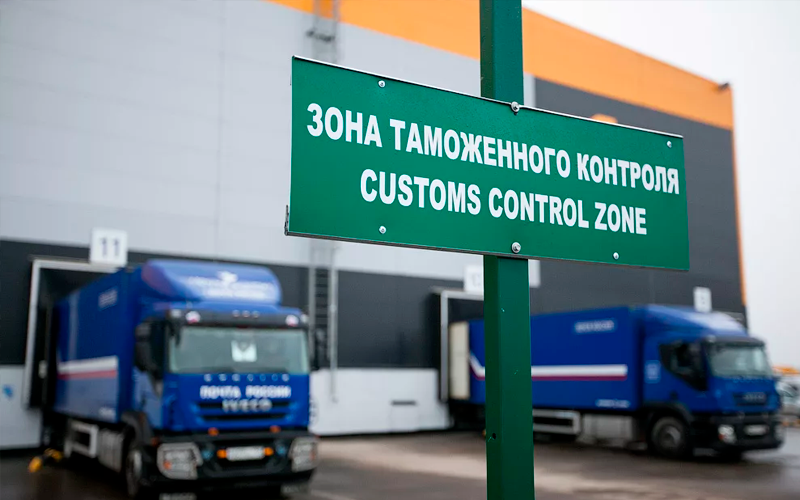 ЗОНА ТАМОЖЕННОГО КОНТРОЛЯ
CUSTOMS CONTROL ZONE
11
ПОЧТА РОССИИ
IVECO